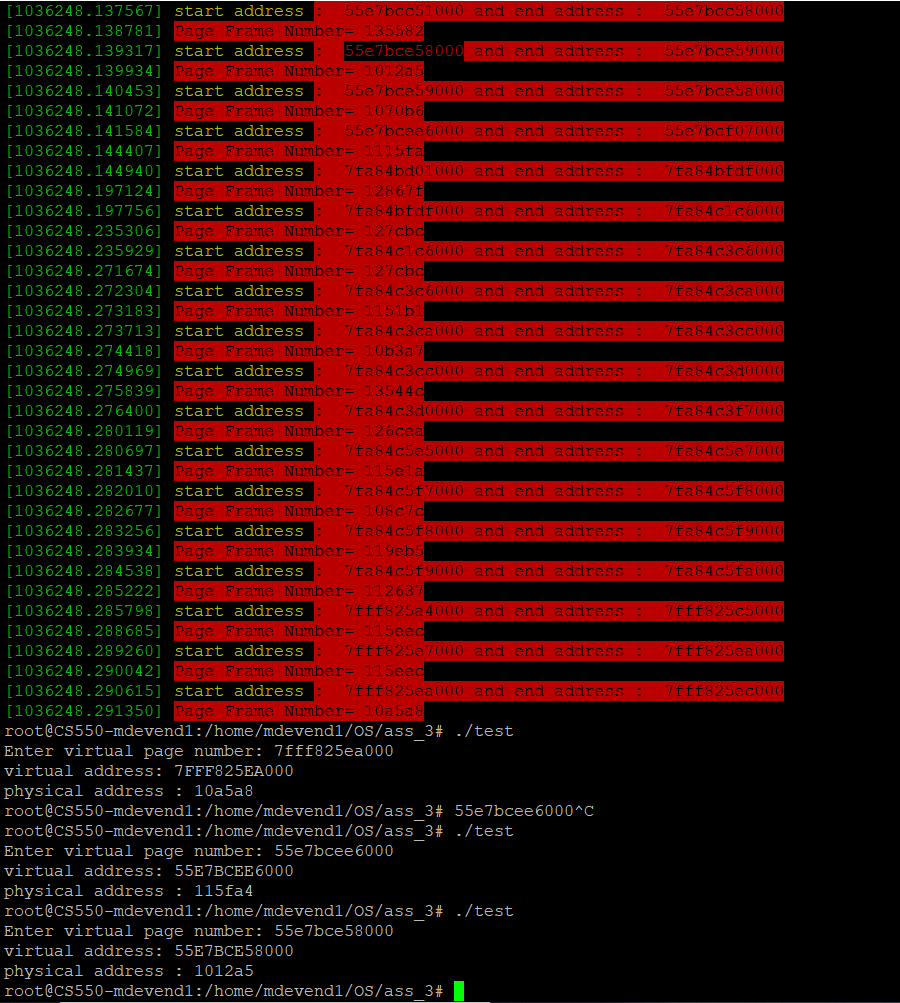 [1036248.137567] start address :  55e7bcc51000 and end address :  55e7bcc58000
[1036248.138781] Page Frame Number= 135582
[1036248.139317] start address :  55e7bce58000 and end address :  55e7bce59000
[1036248.139934] Page Frame Number= 1012a5
[1036248.140453] start address :  55e7bce59000 and end address :  55e7bce5a000
[1036248.141072] Page Frame Number= 1070b6
[1036248.141584] start address :  55e7bcee6000 and end address :  55e7bcf07000
[1036248.144407] Page Frame Number= 1115fa
[1036248.144940] start address :  7fa84bd01000 and end address :  7fa84bfdf000
[1036248.197124] Page Frame Number= 12867f
[1036248.197756] start address :  7fa84bfdf000 and end address :  7fa84c1c6000
[1036248.235306] Page Frame Number= 127cbc
[1036248.235929] start address :  7fa84c1c6000 and end address :  7fa84c3c6000
[1036248.271674] Page Frame Number= 127cbc
[1036248.272304] start address :  7fa84c3c6000 and end address :  7fa84c3ca000
[1036248.273183] Page Frame Number= 1151b1
[1036248.273713] start address :  7fa84c3ca000 and end address :  7fa84c3cc000
[1036248.274418] Page Frame Number= 10b3a7
[1036248.274969] start address :  7fa84c3cc000 and end address :  7fa84c3d0000
[1036248.275839] Page Frame Number= 13544c
[1036248.276400] start address :  7fa84c3d0000 and end address :  7fa84c3f7000
[1036248.280119] Page Frame Number= 126cea
[1036248.280697] start address :  7fa84c5e5000 and end address :  7fa84c5e7000
[1036248.281437] Page Frame Number= 115e1a
[1036248.282010] start address :  7fa84c5f7000 and end address :  7fa84c5f8000
[1036248.282677] Page Frame Number= 108c7c
[1036248.283256] start address :  7fa84c5f8000 and end address :  7fa84c5f9000
[1036248.283934] Page Frame Number= 119eb5
[1036248.284538] start address :  7fa84c5f9000 and end address :  7fa84c5fa000
[1036248.285222] Page Frame Number= 112637
[1036248.285798] start address :  7fff825a4000 and end address :  7fff825c5000
[1036248.288685] Page Frame Number= 115eec
[1036248.289260] start address :  7fff825e7000 and end address :  7fff825ea000
[1036248.290042] Page Frame Number= 115eec
[1036248.290615] start address :  7fff825ea000 and end address :  7fff825ec000
[1036248.291350] Page Frame Number= 10a5a8
root@CS550-mdevend1:/home/mdevend1/OS/ass_3# ./test
Enter virtual page number: 7fff825ea000
virtual address: 7FFF825EA000
physical address : 10a5a8
root@CS550-mdevend1:/home/mdevend1/OS/ass_3# 55e7bcee6000^C
root@CS550-mdevend1:/home/mdevend1/OS/ass_3# ./test
Enter virtual page number: 55e7bcee6000
virtual address: 55E7BCEE6000
physical address : 115fa4
root@CS550-mdevend1:/home/mdevend1/OS/ass_3# ./test
Enter virtual page number: 55e7bce58000
virtual address: 55E7BCE58000
physical address : 1012a5
root@CS550-mdevend1:/home/mdevend1/OS/ass_3#